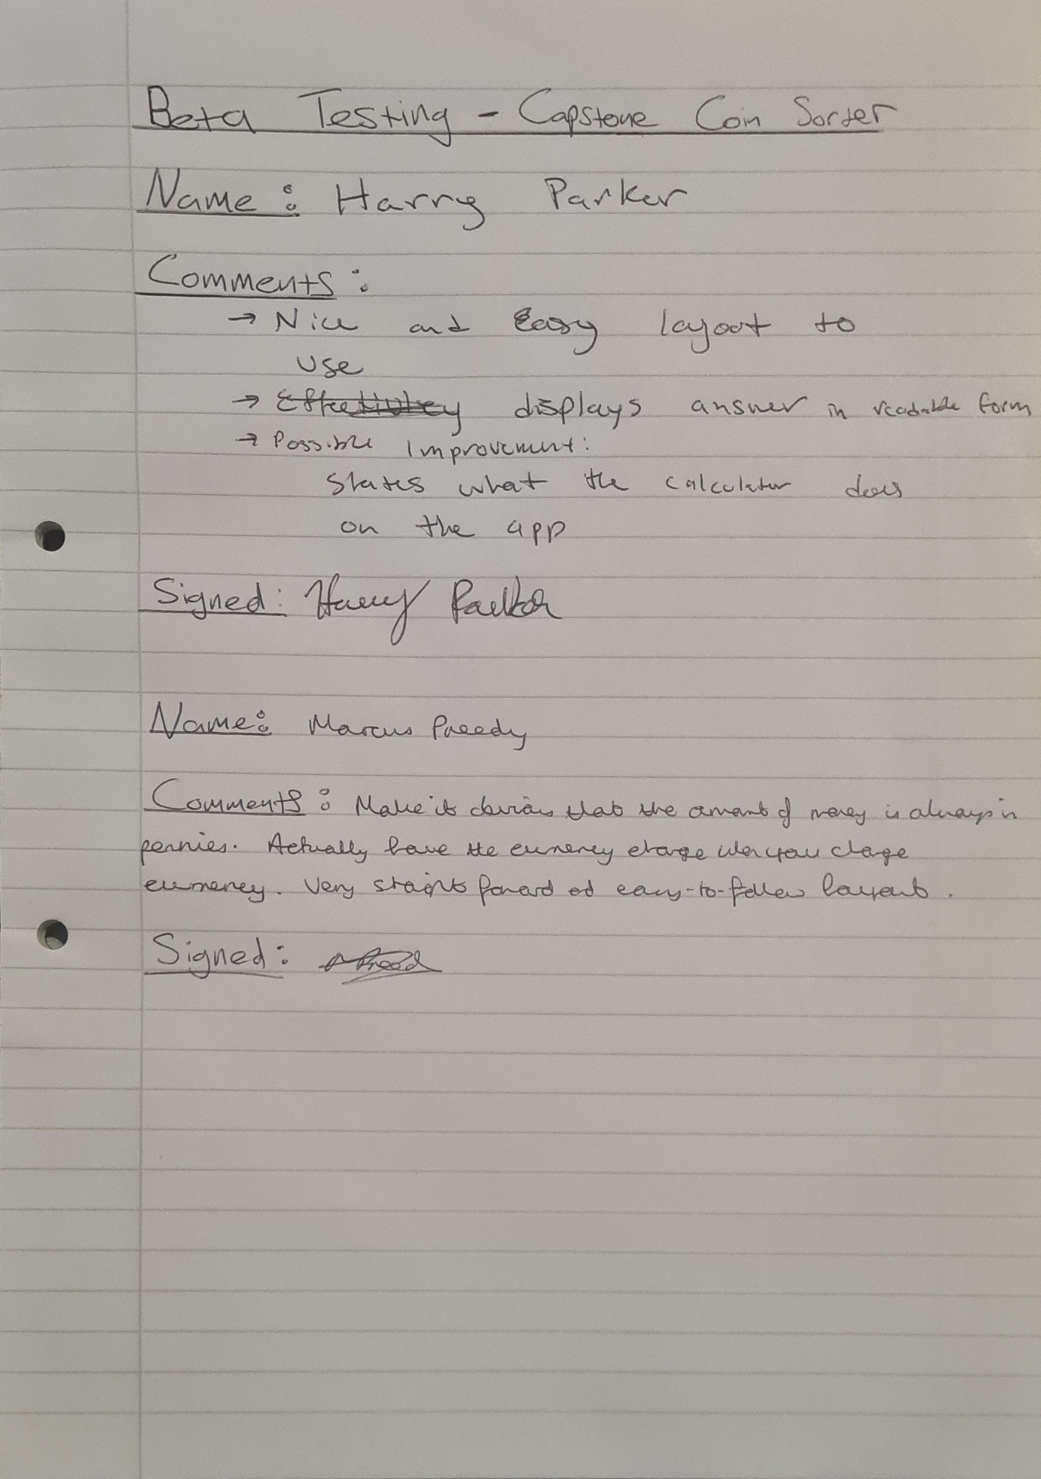 Beta Testing - Capstone Coin Sorter
Name: Harry Parker
Comments:
→ Nice and Easy layout to
use
→ displays answer in readable form
→ Possible Improvement:
States what the calculator does
on the app
Signed: Harry Parker
Name: Marcus Preedy
Comments: Make it obvious that the amount of money is always in
pennies. Actually have the currency change when you change
currency. Very straight forward and easy-to-follow layout.
Signed: